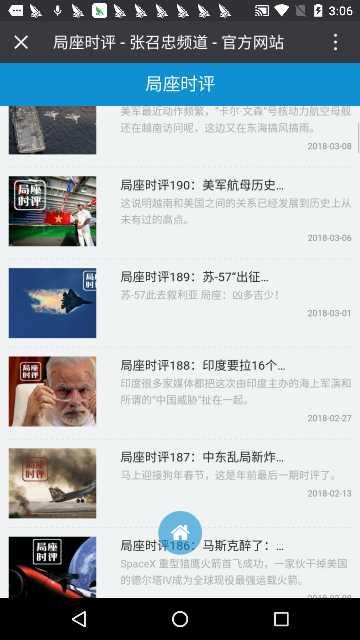 3:06
局座时评 - 张召忠频道 - 官方网站
局座时评
美军最近动作频繁，“卡尔·文森”号核动力航空母舰
还在越南访问呢，这边又在东海搞风搞雨。
2018-03-08
局座
时评
局座时评190：美军航母历史...
这说明越南和美国之间的关系已经发展到历史上从
未有过的高点。
2018-03-06
局座
时评
局座时评189：苏-57“出征...
苏-57此去叙利亚 局座：凶多吉少！
2018-03-01
局座
时评
局座时评188：印度要拉16个...
印度很多家媒体都把这次由印度主办的海上军演和
所谓的“中国威胁”扯在一起。
2018-02-27
局座
时评
局座时评187：中东乱局新炸...
马上迎接狗年春节，这是年前最后一期时评了。
2018-02-13
局座
时评
局座时评186：马斯克醉了：...
SpaceX 重型猎鹰火箭首飞成功，一家伙干掉美国
的德尔塔IV成为全球现役最强运载火箭。